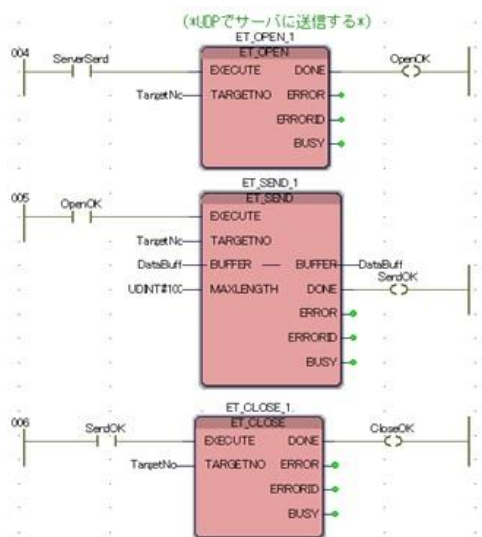 (*UDPでサーバに送信する*)
ET_OPEN_1
ET_OPEN
004
ServerSend
EXECUTE DONE
OpenOK
TargetNo
TARGETNO ERROR
ERRORID
BUSY
ET_SEND_1
ET_SEND
005
OpenOK
EXECUTE
TargetNo
TARGETNO
DataBuff
BUFFER BUFFER
DataBuff
UDINT#100
MAXLENGTH DONE
SendOK
ERROR
ERRORID
BUSY
ET_CLOSE_1
ET_CLOSE
006
SendOK
EXECUTE DONE
CloseOK
TargetNo
TARGETNO ERROR
ERRORID
BUSY